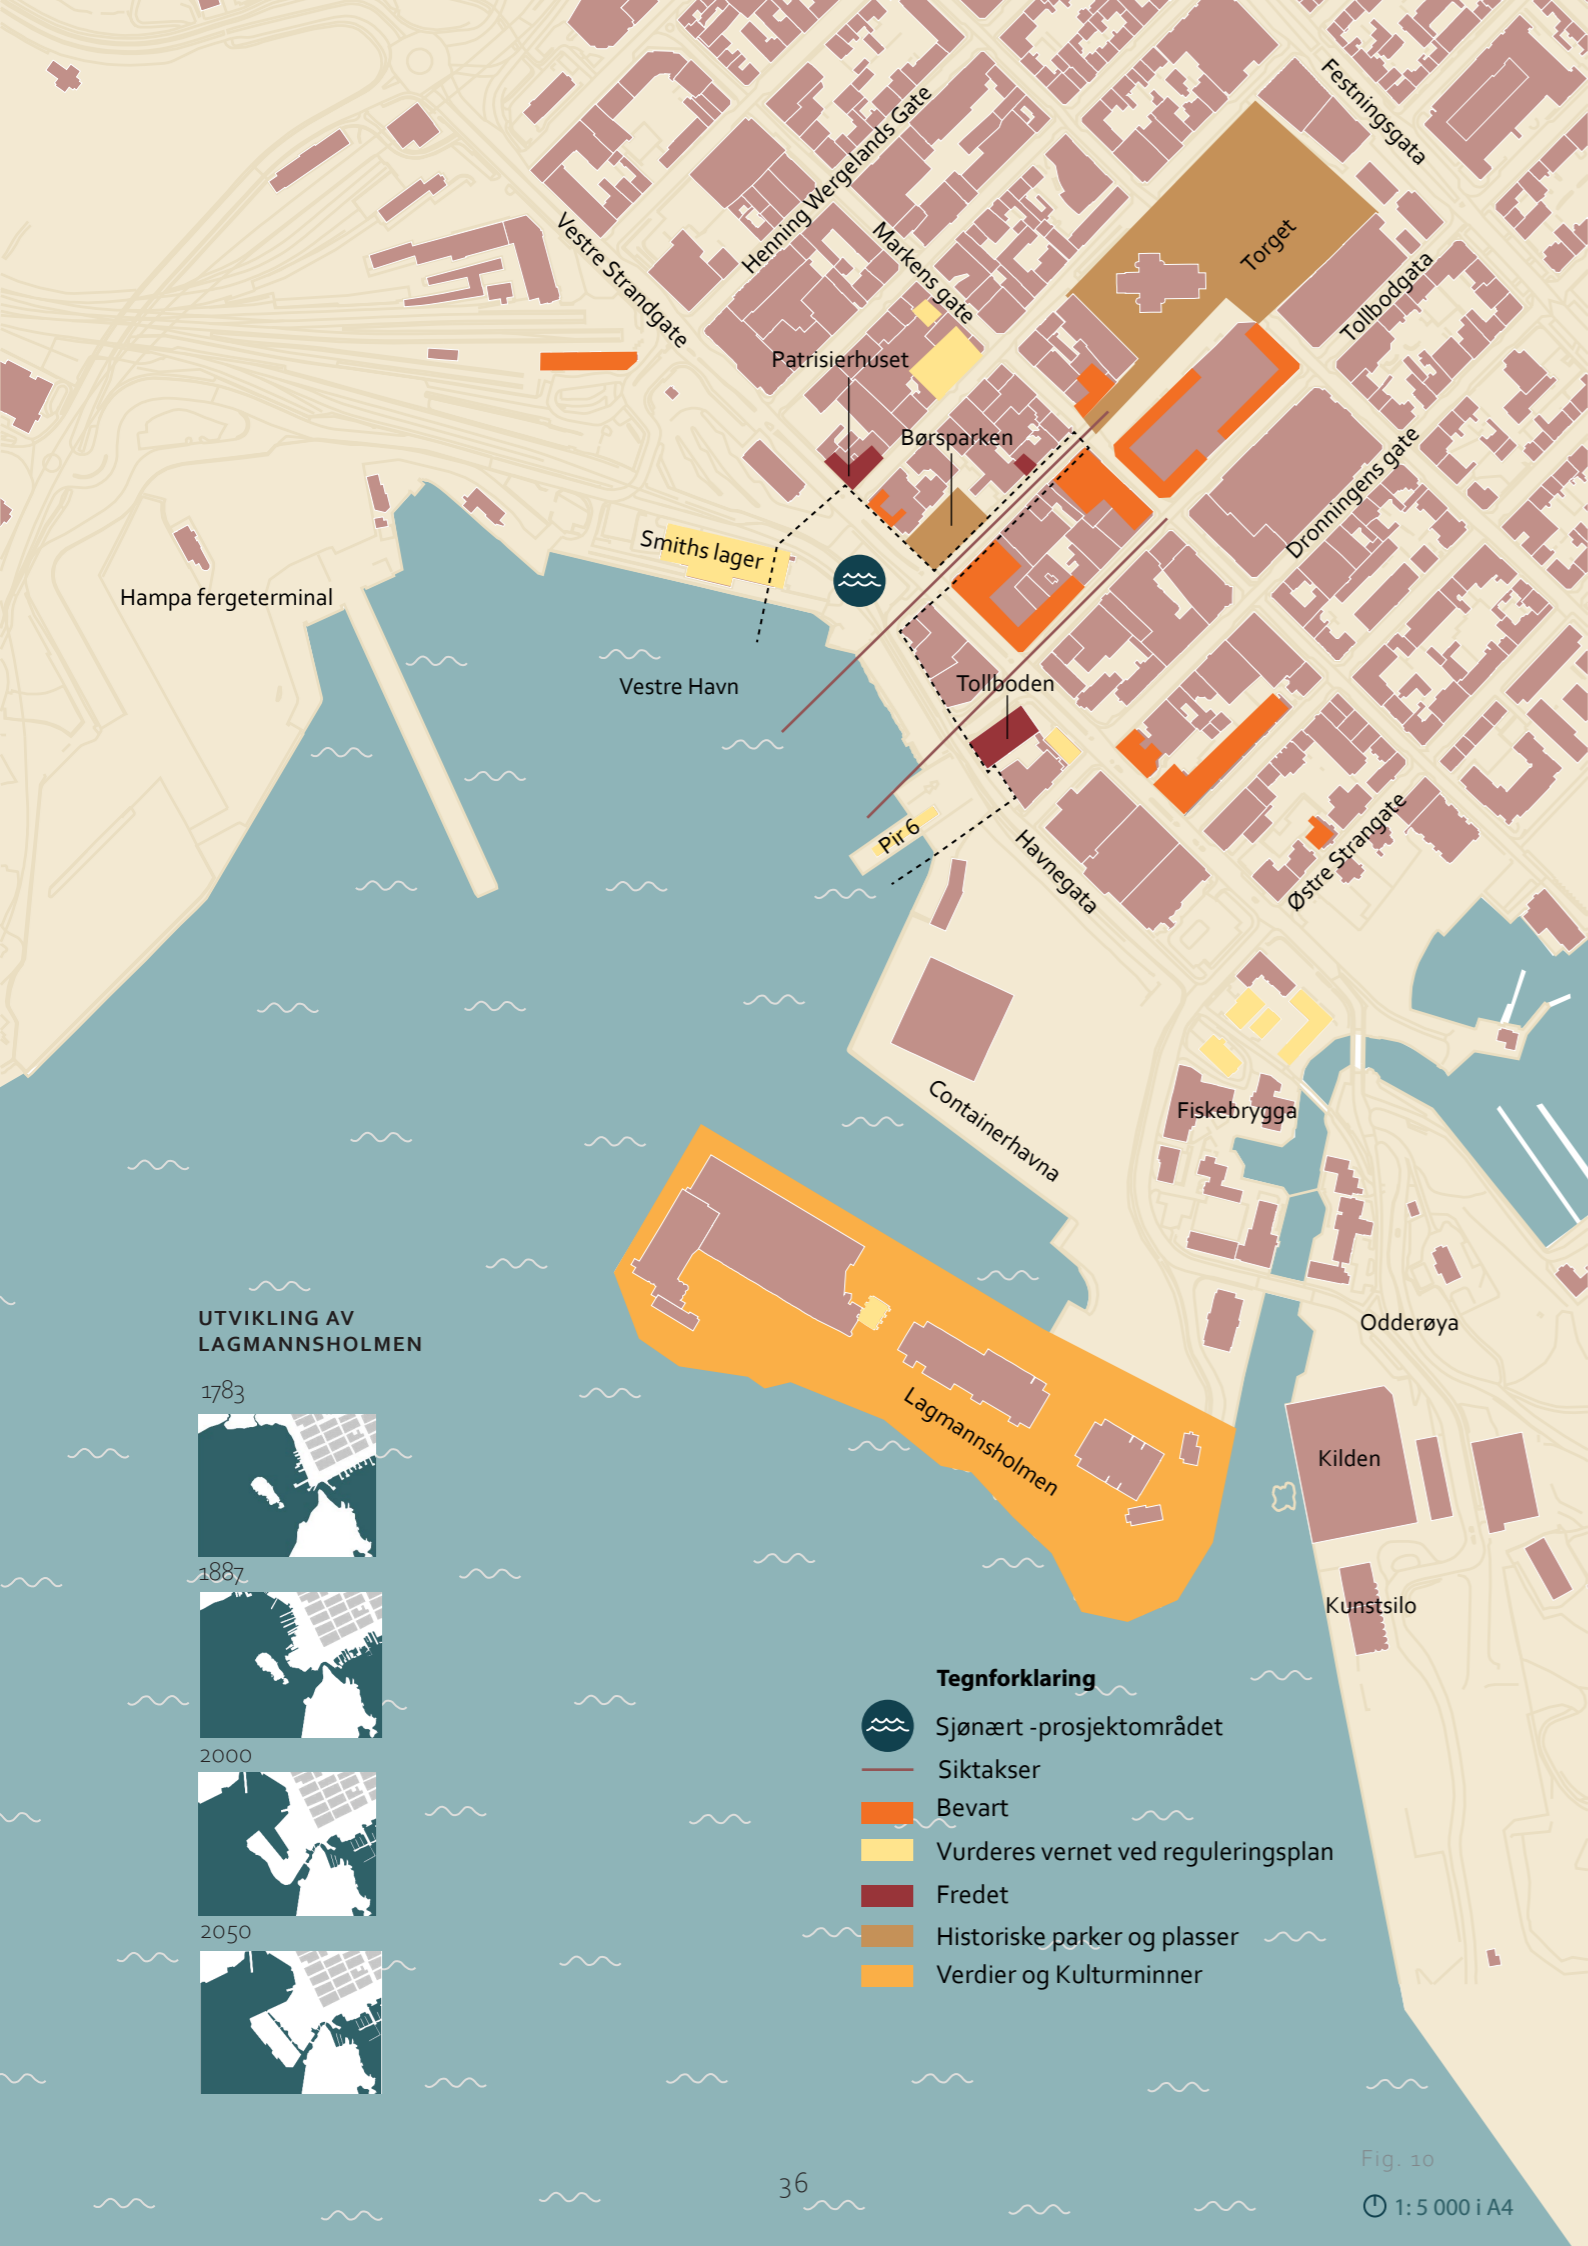 Festningsgata
Henning Wergelands Gate
Vestre Strandgate
Markens gate
Torget
Tollbodgata
Patrisierhuset
Børsparken
Dronningens gate
Smiths lager
Hampa fergeterminal
Vestre Havn
Tollboden
Pir 6
Havnegata
Østre Strangate
Containerhavna
Fiskebrygga
Odderøya
Lagmannsholmen
Kilden
Kunstsilo
UTVIKLING AV
LAGMANNSHOLMEN
1783
1887
2000
2050
Tegnforklaring
Sjønært -prosjektområdet
Siktakser
Bevart
Vurderes vernet ved reguleringsplan
Fredet
Historiske parker og plasser
Verdier og Kulturminner
Fig. 10
36
1: 5 000 i A4